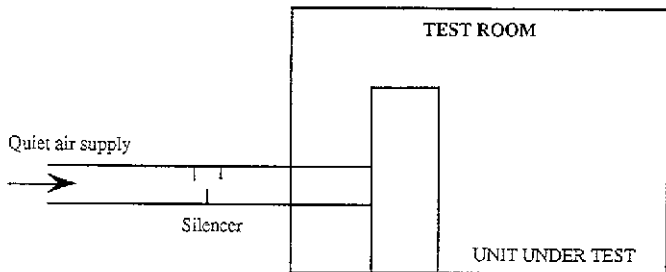 TEST ROOM
Quiet air supply
Silencer
UNIT UNDER TEST